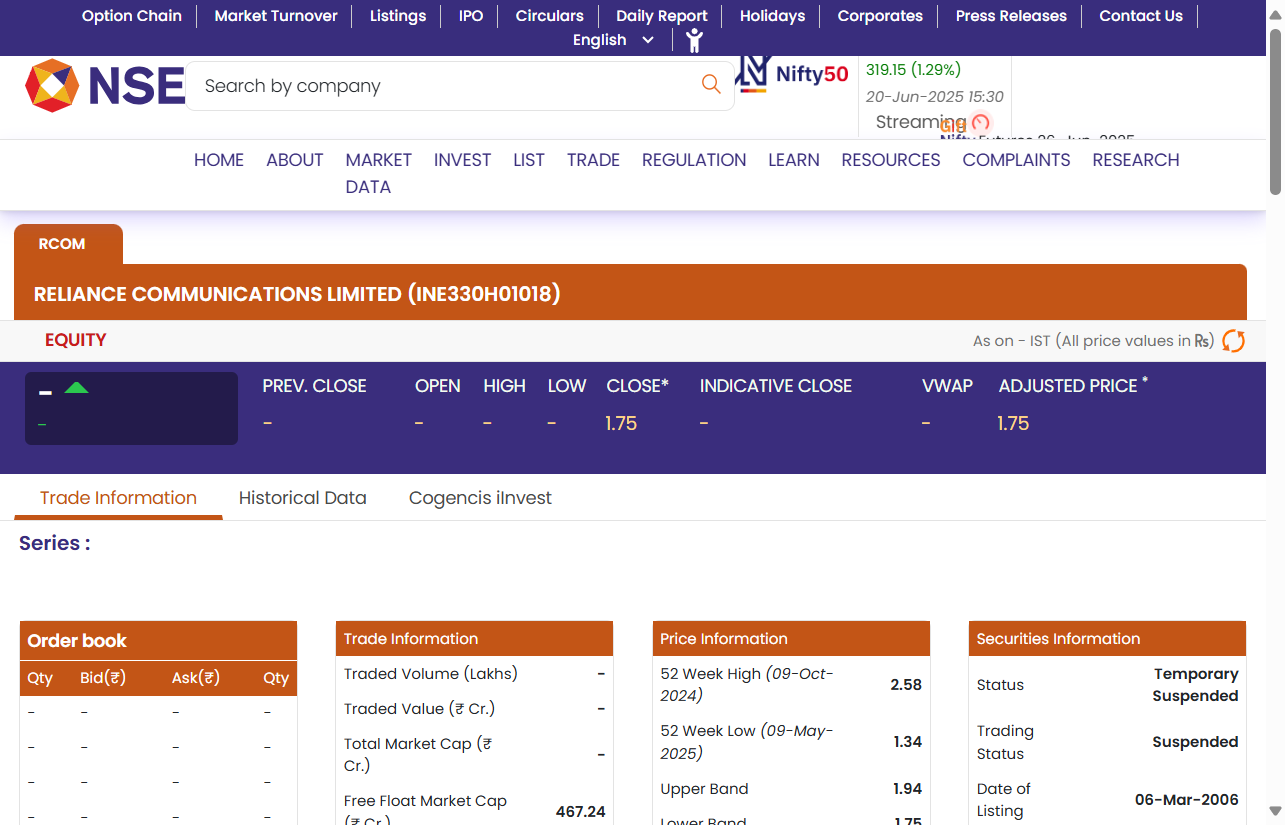 Option Chain Market Turnover Listings IPO Circulars Daily Report Holidays Corporates Press Releases Contact Us
English
NSE
Search by company
Nifty50
319.15 (1.29%)
20-Jun-2025 15:30
Streaming
Gift
Nifty Futures 26-Jun-2025
HOME ABOUT MARKET DATA INVEST LIST TRADE REGULATION LEARN RESOURCES COMPLAINTS RESEARCH
RCOM
RELIANCE COMMUNICATIONS LIMITED (INE330H01018)
EQUITY
As on - IST (All price values in ₨)
-
-
PREV. CLOSE OPEN HIGH LOW CLOSE* INDICATIVE CLOSE VWAP ADJUSTED PRICE *
- - - - 1.75 - - 1.75
Trade Information Historical Data Cogencis iInvest
Series :
Order book
Qty Bid(₹) Ask(₹) Qty
- - - -
- - - -
- - - -
- - - -
Trade Information
Traded Volume (Lakhs) -
Traded Value (₹ Cr.) -
Total Market Cap (₹
Cr.) -
Free Float Market Cap
(₹ Cr.) 467.24
Price Information
52 Week High (09-Oct-
2024) 2.58
52 Week Low (09-May-
2025) 1.34
Upper Band 1.94
Lower Band 1.75
Securities Information
Status Temporary
Suspended
Trading
Status Suspended
Date of
Listing 06-Mar-2006